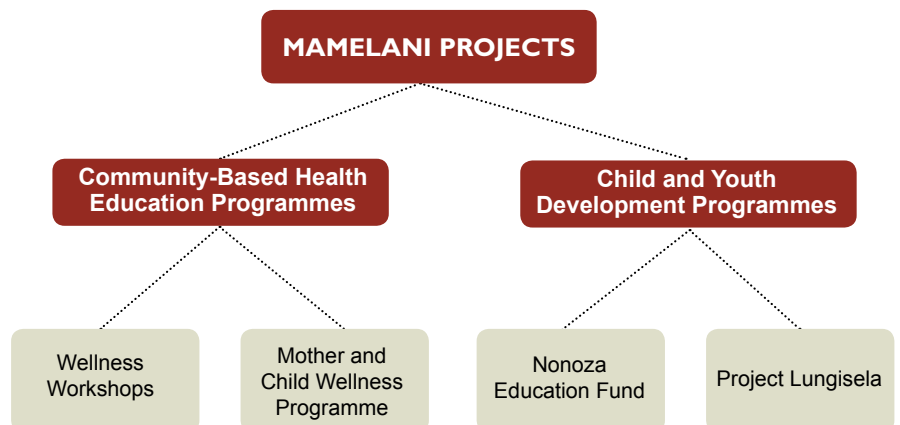 MAMELANI PROJECTS
Community-Based Health
Education Programmes
Child and Youth
Development Programmes
Wellness
Workshops
Mother and
Child Wellness
Programme
Nonoza
Education Fund
Project Lungisela